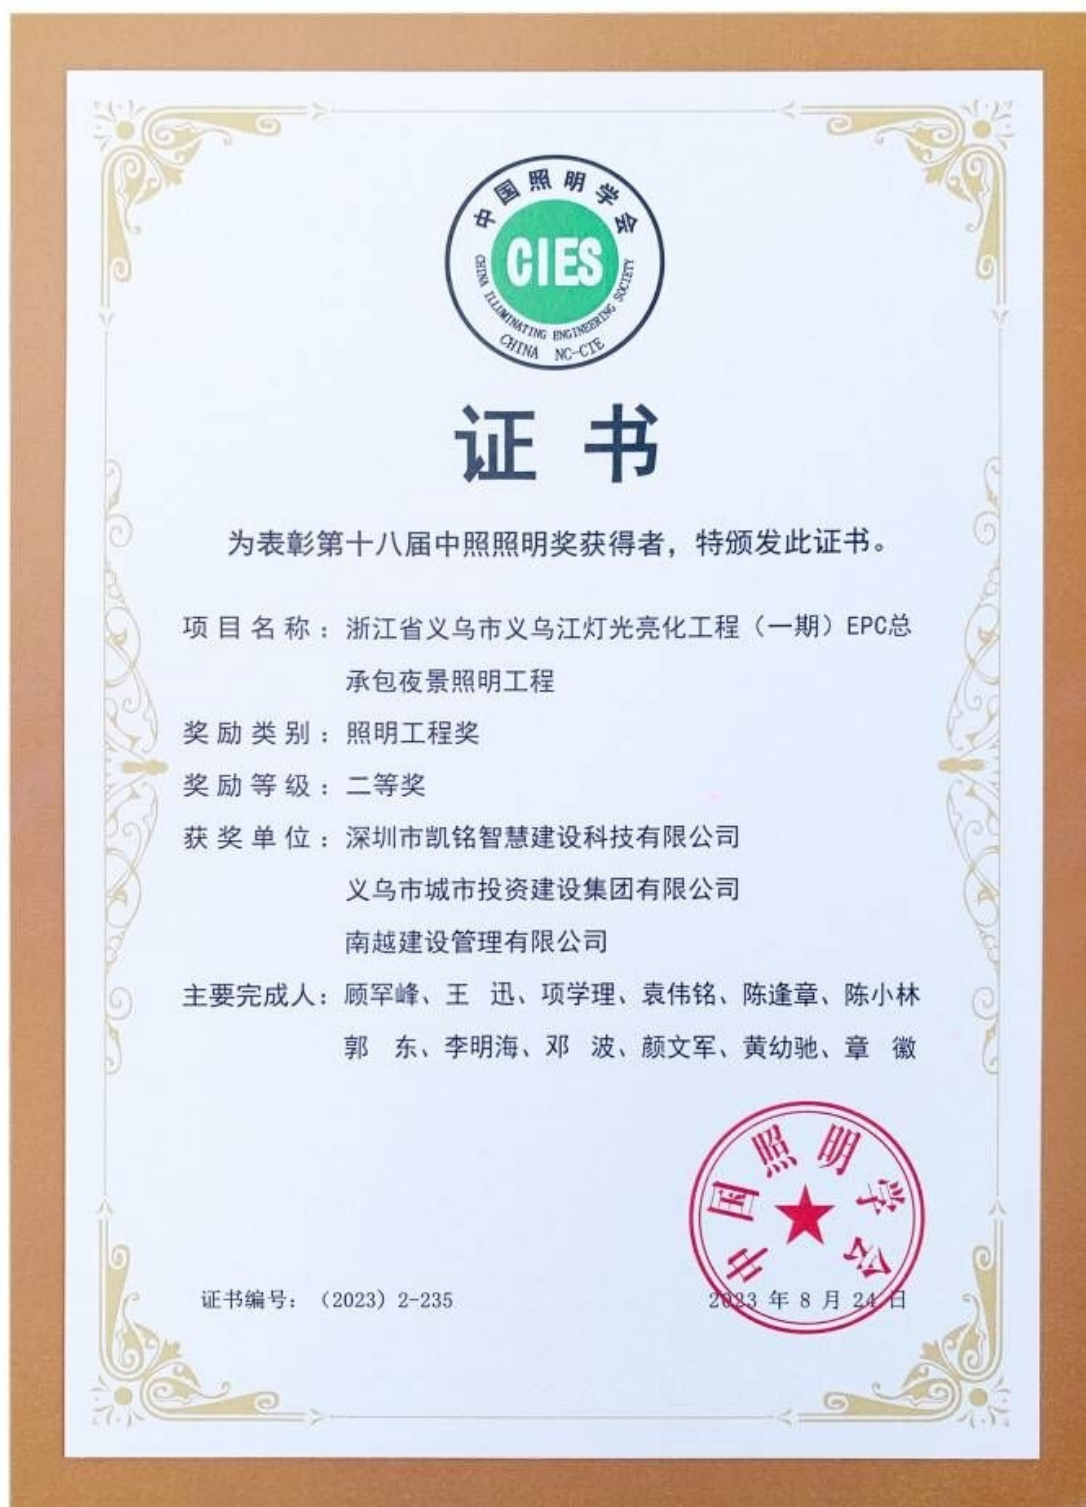 中国照明学会
CIES
CHINA ILLUMINATING ENGINEERING SOCIETY
CHINA NC-CIE
证书
为表彰第十八届中照照明奖获得者，特颁发此证书。
项目名称：浙江省义乌市义乌江灯光亮化工程（一期）EPC总
承包夜景照明工程
奖励类别：照明工程奖
奖励等级：二等奖
获奖单位：深圳市凯铭智慧建设科技有限公司
义乌市城市投资建设集团有限公司
南越建设管理有限公司
主要完成人：顾罕峰、王 迅、项学理、袁伟铭、陈逢章、陈小林
郭 东、李明海、邓 波、颜文军、黄幼驰、章 徽
中国照明学会
证书编号：（2023）2-235
2023 年 8 月 24 日